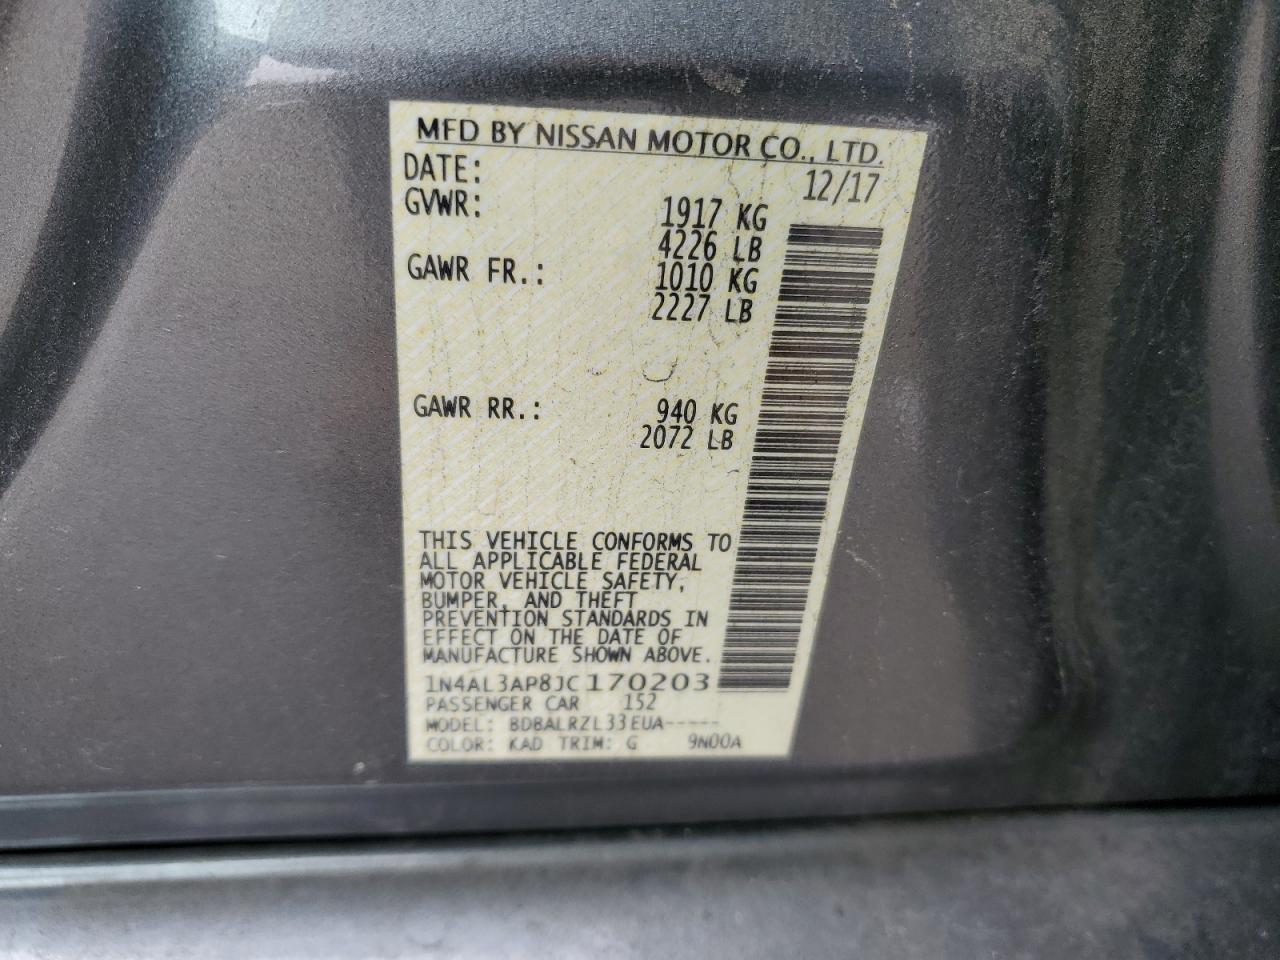 MFD BY NISSAN MOTOR CO., LTD.
DATE: 12/17
GVWR: 1917 KG
4226 LB
GAWR FR.: 1010 KG
2227 LB
GAWR RR.: 940 KG
2072 LB
THIS VEHICLE CONFORMS TO
ALL APPLICABLE FEDERAL
MOTOR VEHICLE SAFETY,
BUMPER, AND THEFT
PREVENTION STANDARDS IN
EFFECT ON THE DATE OF
MANUFACTURE SHOWN ABOVE.
1N4AL3AP8JC170203
PASSENGER CAR 152
MODEL: BDBALRZL33EUA-----
COLOR: KAD TRIM: G 9N00A